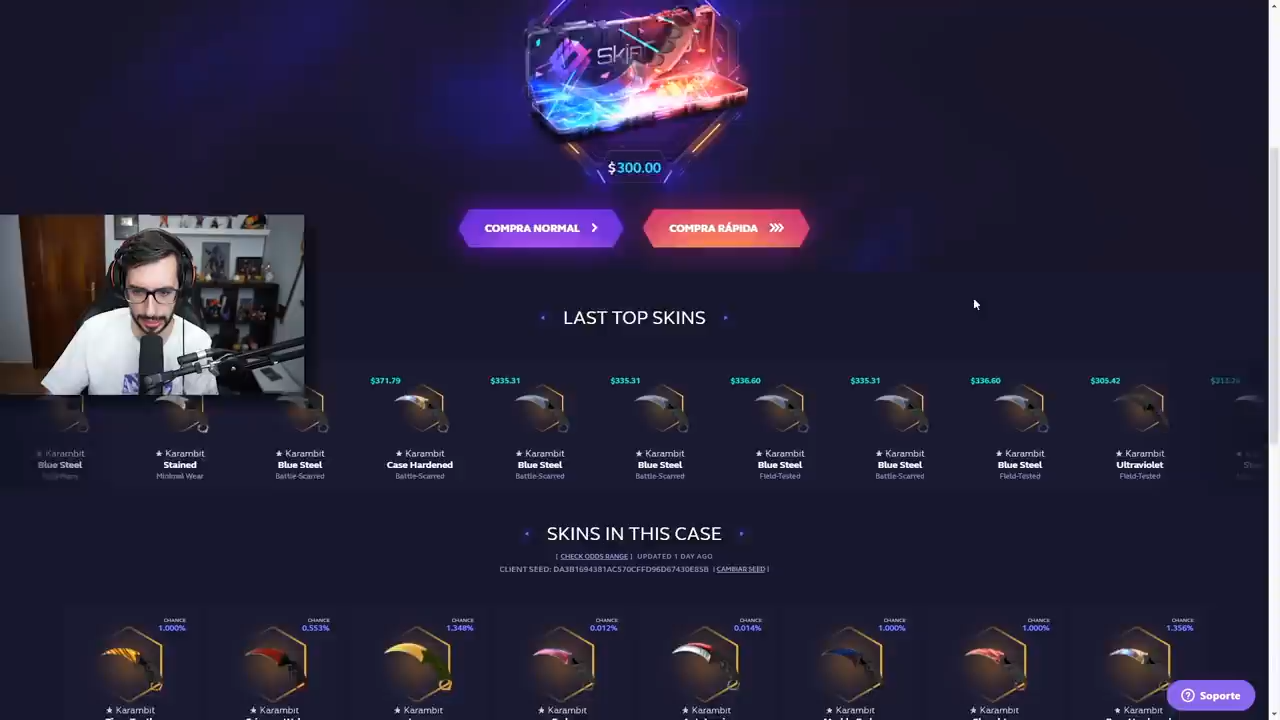 $300.00
COMPRA NORMAL
COMPRA RÁPIDA
LAST TOP SKINS
$371.79 $335.31 $335.31 $336.60 $335.31 $336.60 $305.42
★ Karambit ★ Karambit ★ Karambit ★ Karambit ★ Karambit ★ Karambit ★ Karambit ★ Karambit ★ Karambit ★ Karambit
Blue Steel Stained Blue Steel Case Hardened Blue Steel Blue Steel Blue Steel Blue Steel Blue Steel Ultraviolet
Minimal Wear Battle-Scarred Battle-Scarred Battle-Scarred Battle-Scarred Field-Tested Battle-Scarred Field-Tested Field-Tested
SKINS IN THIS CASE
[ CHECK ODDS RANGE ] UPDATED 1 DAY AGO
CLIENT SEED: | CAMBIAR SEED |
CHANCE CHANCE CHANCE CHANCE CHANCE CHANCE CHANCE CHANCE
1.000% 0.553% 1.348% 0.012% 0.014% 1.000% 1.000% 1.356%
★ Karambit ★ Karambit ★ Karambit ★ Karambit ★ Karambit ★ Karambit ★ Karambit ★ Karambit
Soporte